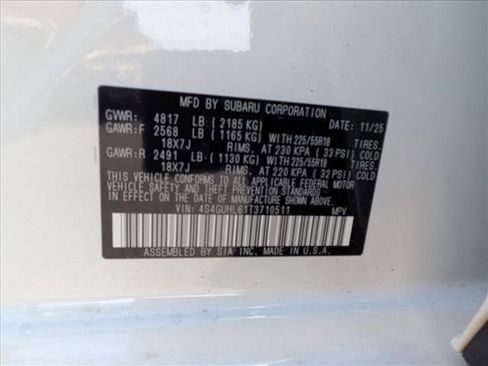 MFD BY SUBARU CORPORATION
GVWR: 4817 LB (2185 KG) DATE: 11/25
GAWR:F 2568 LB (1165 KG) WITH 225/55R18 TIRES,
18X7J RIMS, AT 230 KPA (33 PSI) COLD
GAWR:R 2491 LB (1130 KG) WITH 225/55R18 TIRES,
18X7J RIMS, AT 220 KPA (32 PSI) COLD
THIS VEHICLE CONFORMS TO ALL APPLICABLE FEDERAL MOTOR
VEHICLE SAFETY AND THEFT PREVENTION STANDARDS
IN EFFECT ON THE DATE OF MANUFACTURE SHOWN ABOVE.
VIN: 4S4GUHL61T3710511 MPV
ASSEMBLED BY SIA INC. MADE IN U.S.A.